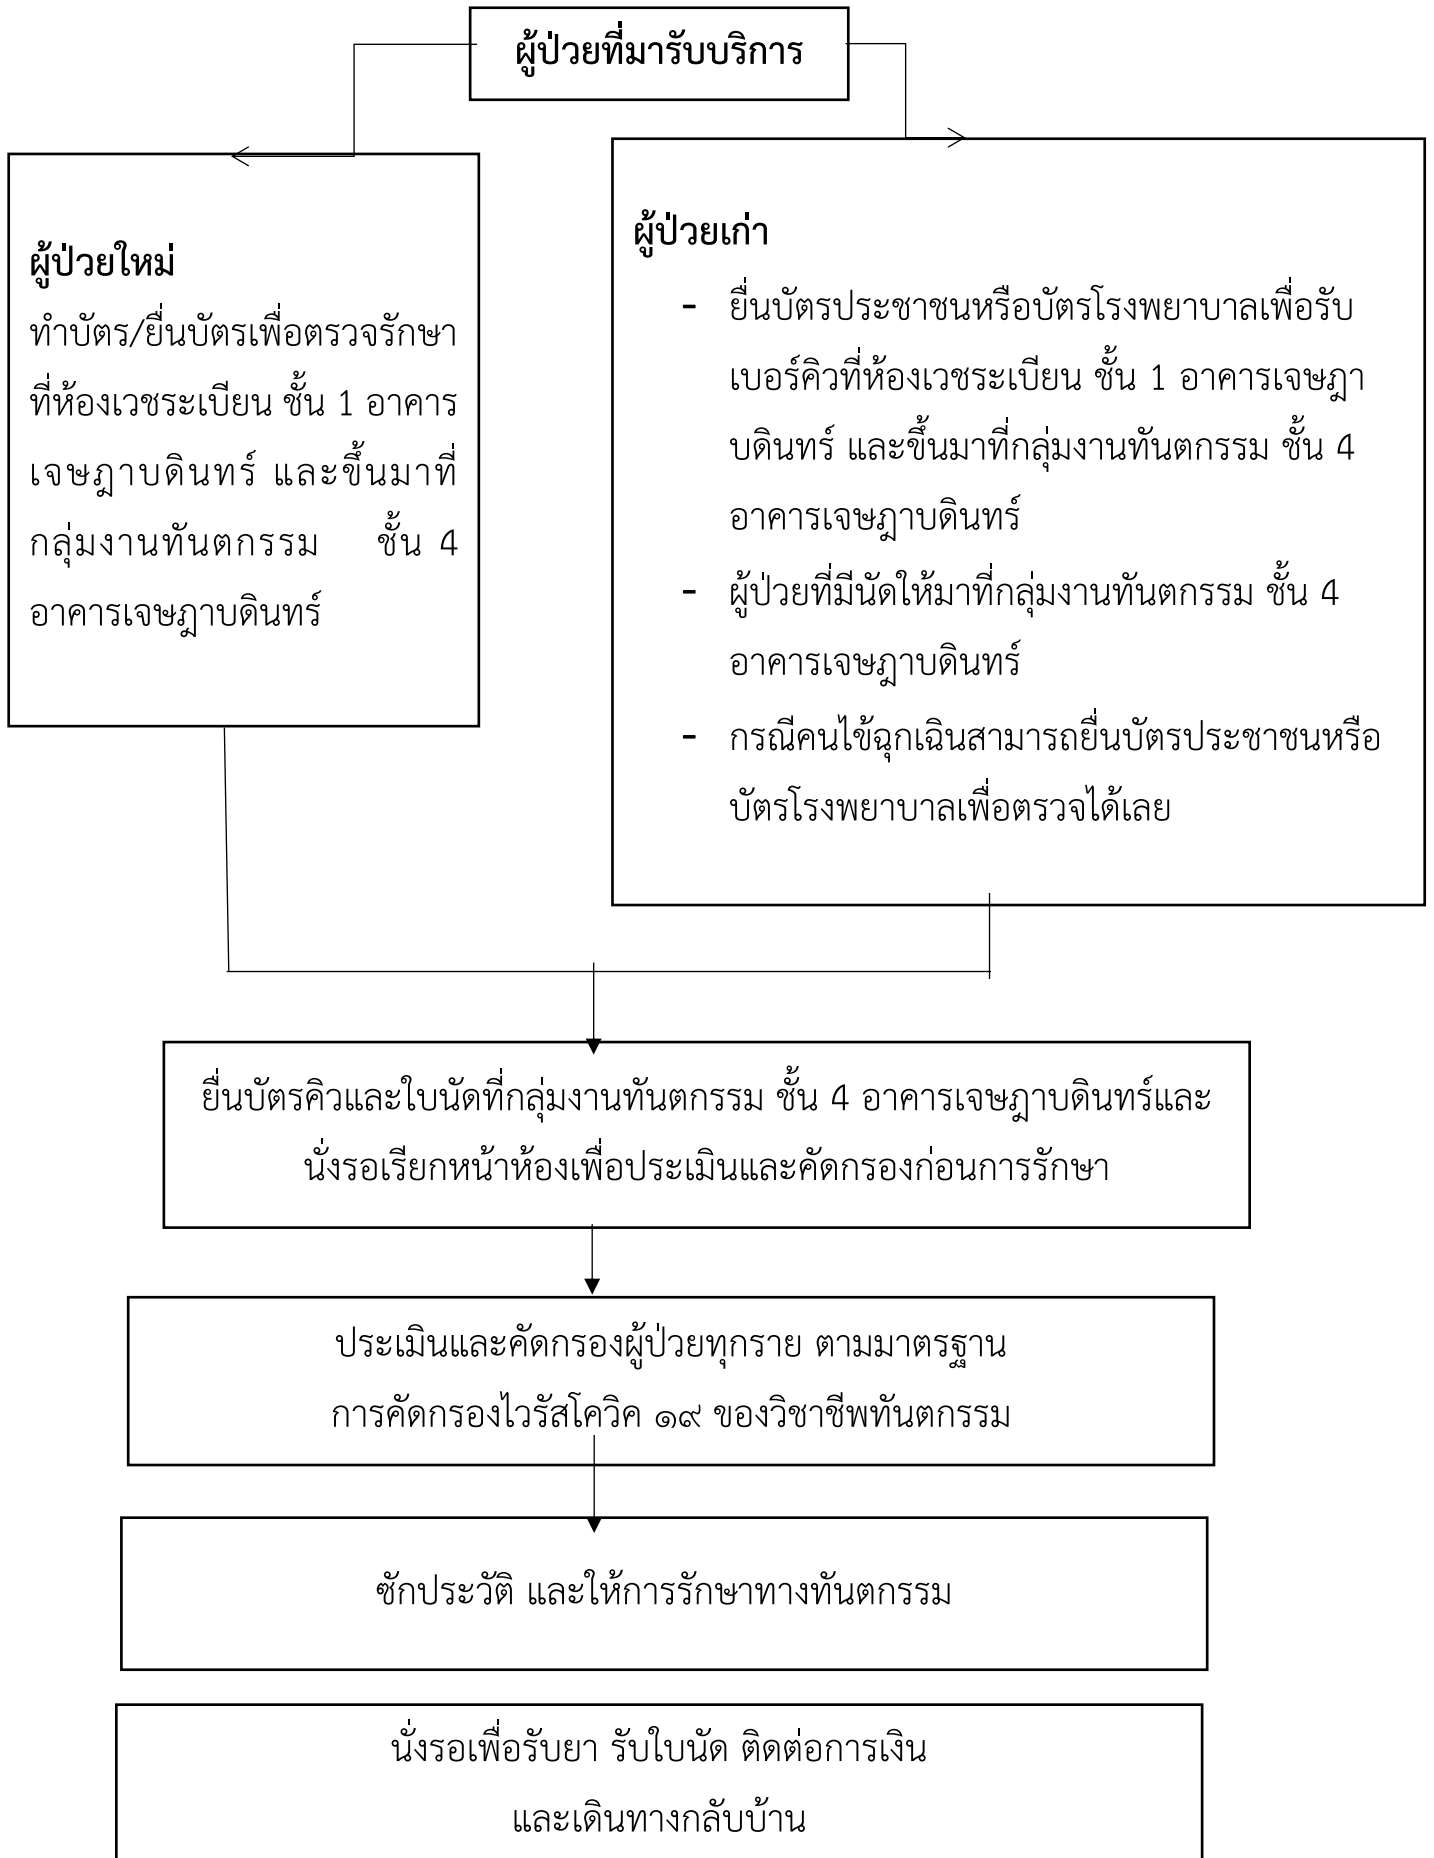 ผู้ป่วยที่มารับบริการ
ผู้ป่วยใหม่
ทำบัตร/ยื่นบัตรเพื่อตรวจรักษา
ที่ห้องเวชระเบียน ชั้น 1 อาคาร
เจษฎาบดินทร์ และขึ้นมาที่
กลุ่มงานทันตกรรม ชั้น 4
อาคารเจษฎาบดินทร์
ผู้ป่วยเก่า
- ยื่นบัตรประชาชนหรือบัตรโรงพยาบาลเพื่อรับ
เบอร์คิวที่ห้องเวชระเบียน ชั้น 1 อาคารเจษฎา
บดินทร์ และขึ้นมาที่กลุ่มงานทันตกรรม ชั้น 4
อาคารเจษฎาบดินทร์
- ผู้ป่วยที่มีนัดให้มาที่กลุ่มงานทันตกรรม ชั้น 4
อาคารเจษฎาบดินทร์
- กรณีคนไข้ฉุกเฉินสามารถยื่นบัตรประชาชนหรือ
บัตรโรงพยาบาลเพื่อตรวจได้เลย
ยื่นบัตรคิวและใบนัดที่กลุ่มงานทันตกรรม ชั้น 4 อาคารเจษฎาบดินทร์และ
นั่งรอเรียกหน้าห้องเพื่อประเมินและคัดกรองก่อนการรักษา
ประเมินและคัดกรองผู้ป่วยทุกราย ตามมาตรฐาน
การคัดกรองไวรัสโควิค ๑๙ ของวิชาชีพทันตกรรม
ซักประวัติ และให้การรักษาทางทันตกรรม
นั่งรอเพื่อรับยา รับใบนัด ติดต่อการเงิน
และเดินทางกลับบ้าน